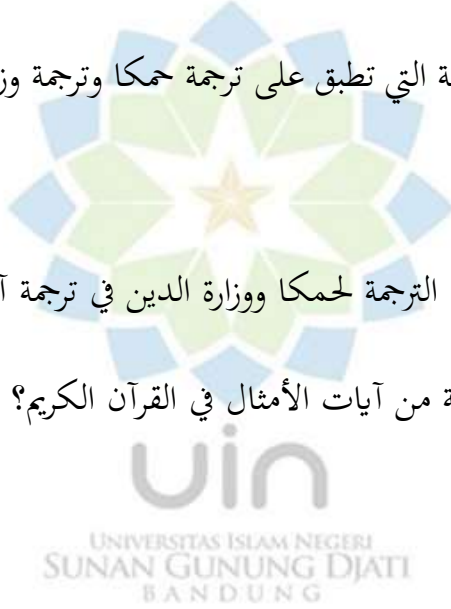 ة التي تطبق على ترجمة حمكا وترجمة وز
الترجمة لحمكا ووزارة الدين في ترجمة آ
ة من آيات الأمثال في القرآن الكريم؟
uin
UNIVERSITAS ISLAM NEGERI
SUNAN GUNUNG DJATI
BANDUNG